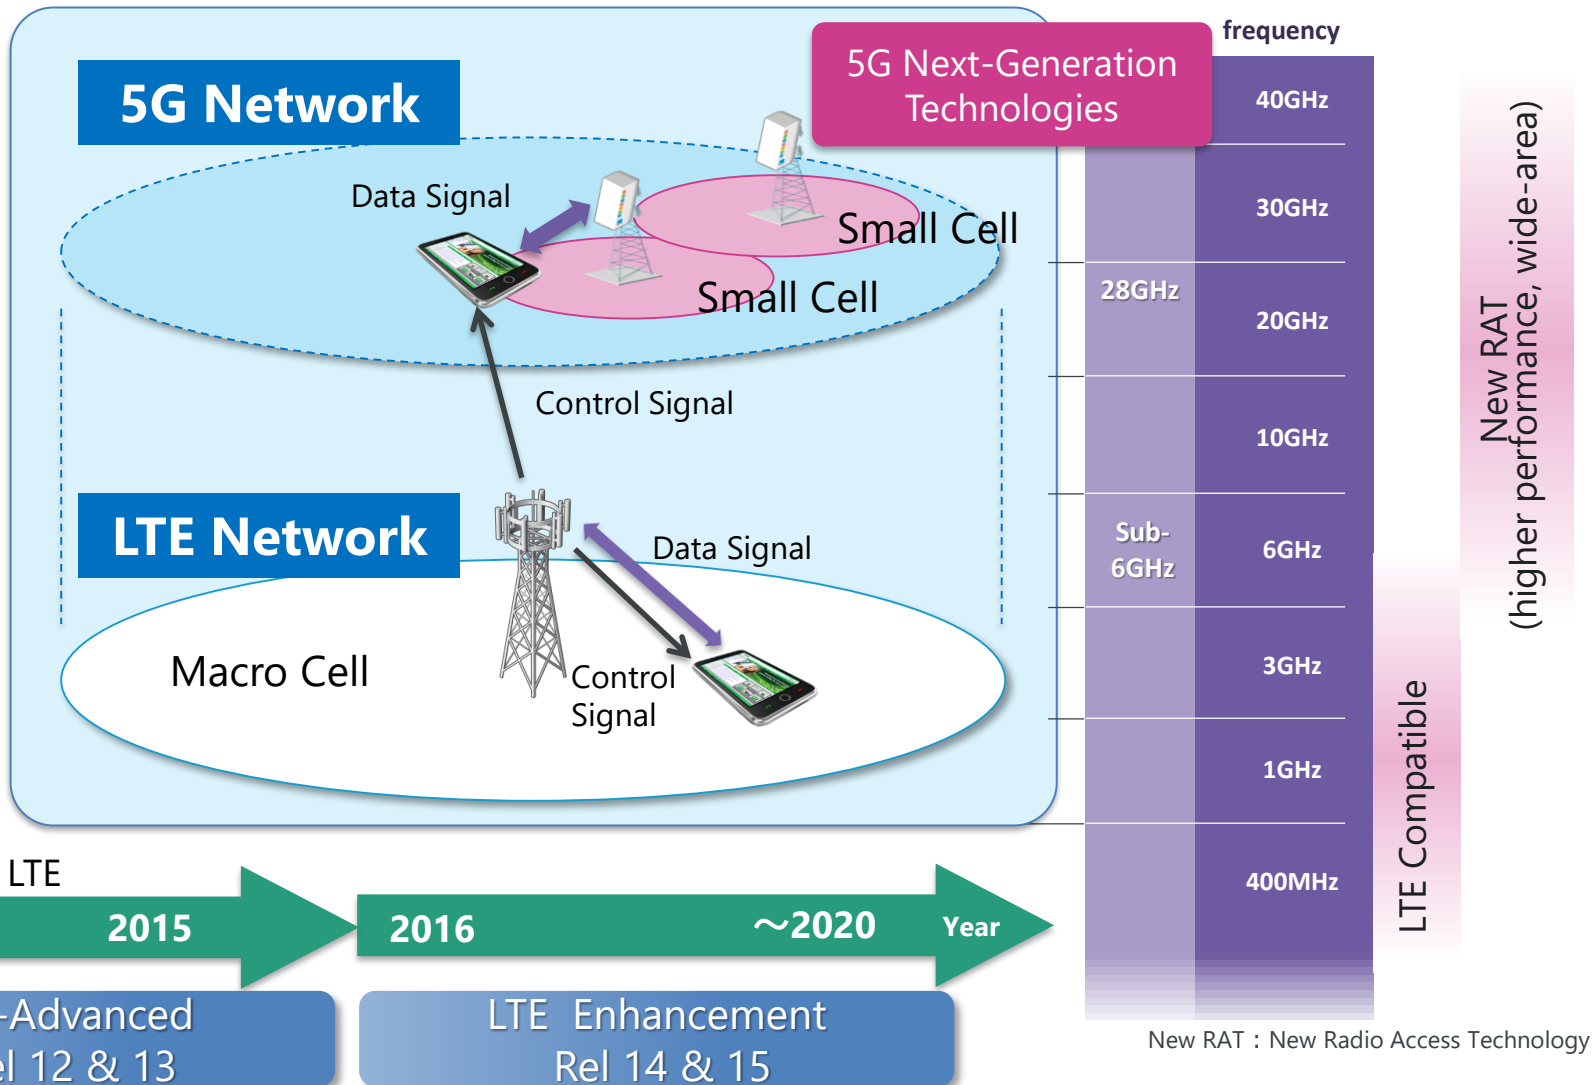 frequency
5G Next-Generation
Technologies
5G Network
40GHz
Data Signal
30GHz
Small Cell
28GHz
Small Cell
20GHz
New RAT
(higher performance, wide-area)
Control Signal
10GHz
LTE Network
Sub-
6GHz
Data Signal
6GHz
Macro Cell
Control
Signal
3GHz
1GHz
LTE Compatible
400MHz
LTE
2015
2016
～2020
Year
-Advanced
el 12 & 13
LTE Enhancement
Rel 14 & 15
New RAT：New Radio Access Technology